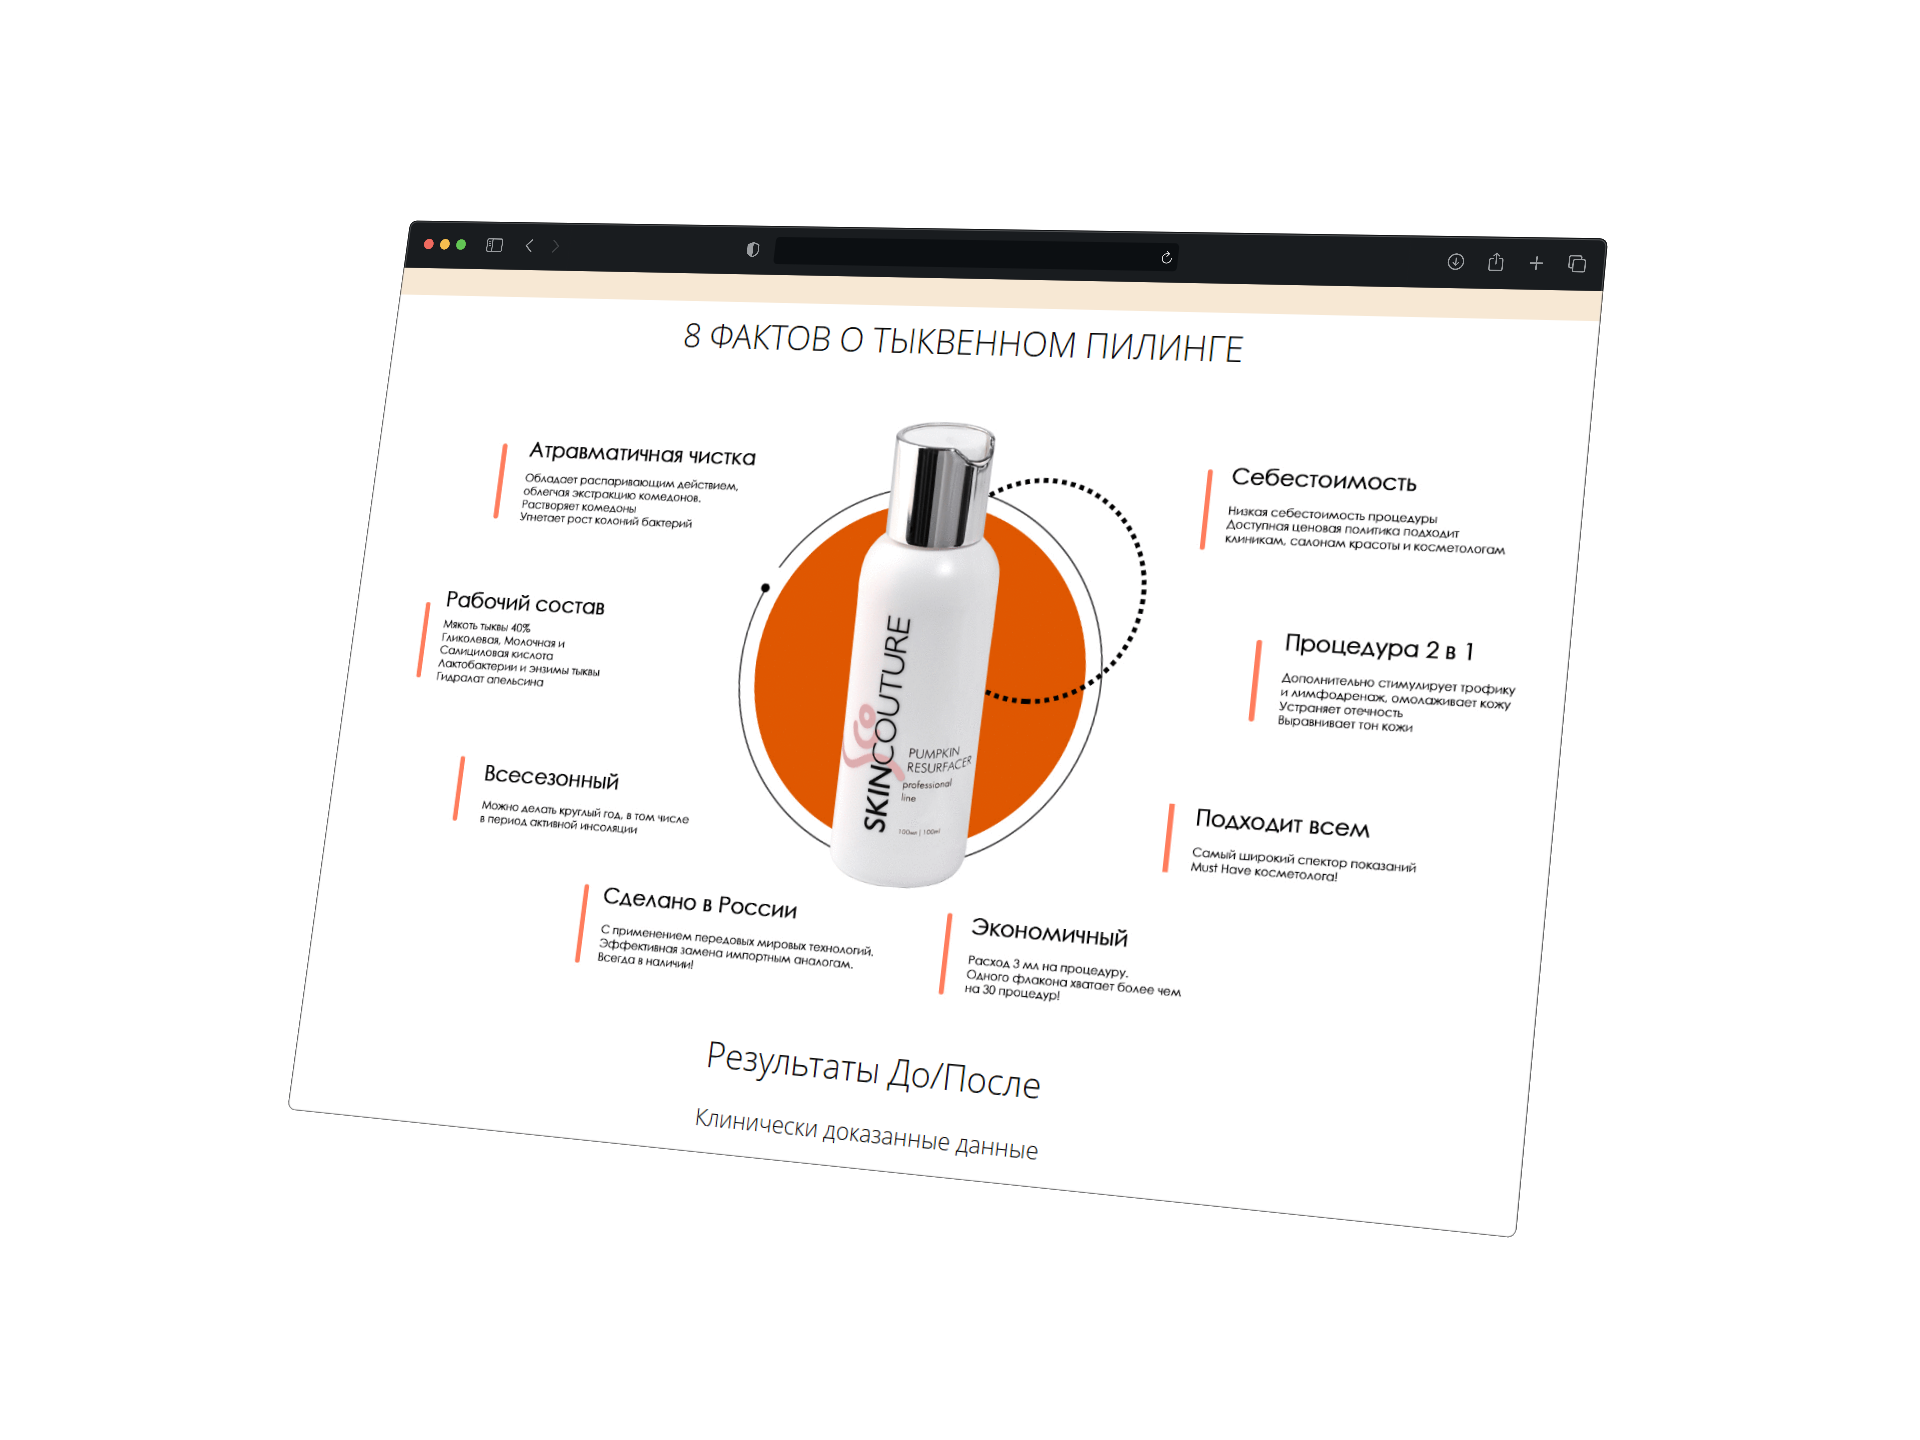 8 ФАКТОВ О ТЫКВЕННОМ ПИЛИНГЕ
Атравматичная чистка
Обладает распаривающим действием,
облегчая экстракцию комедонов.
Растворяет комедоны
Угнетает рост колоний бактерий
Рабочий состав
Мякоть тыквы 40%
Гликолевая, Молочная и
Салициловая кислота
Лактобактерии и энзимы тыквы
Гидролат апельсина
Всесезонный
Можно делать круглый год, в том числе
в период активной инсоляции
Сделано в России
С применением передовых мировых технологий.
Эффективная замена импортным аналогам.
Всегда в наличии!
SKINCOUTURE
PUMPKIN
RESURFACER
professional
line
100мл | 100ml
Себестоимость
Низкая себестоимость процедуры
Доступная ценовая политика подходит
клиникам, салонам красоты и косметологам
Процедура 2 в 1
Дополнительно стимулирует трофику
и лимфодренаж, омолаживает кожу
Устраняет отечность
Выравнивает тон кожи
Подходит всем
Самый широкий спектр показаний
Must Have косметолога!
Экономичный
Расход 3 мл на процедуру.
Одного флакона хватает более чем
на 30 процедур!
Результаты До/После
Клинически доказанные данные